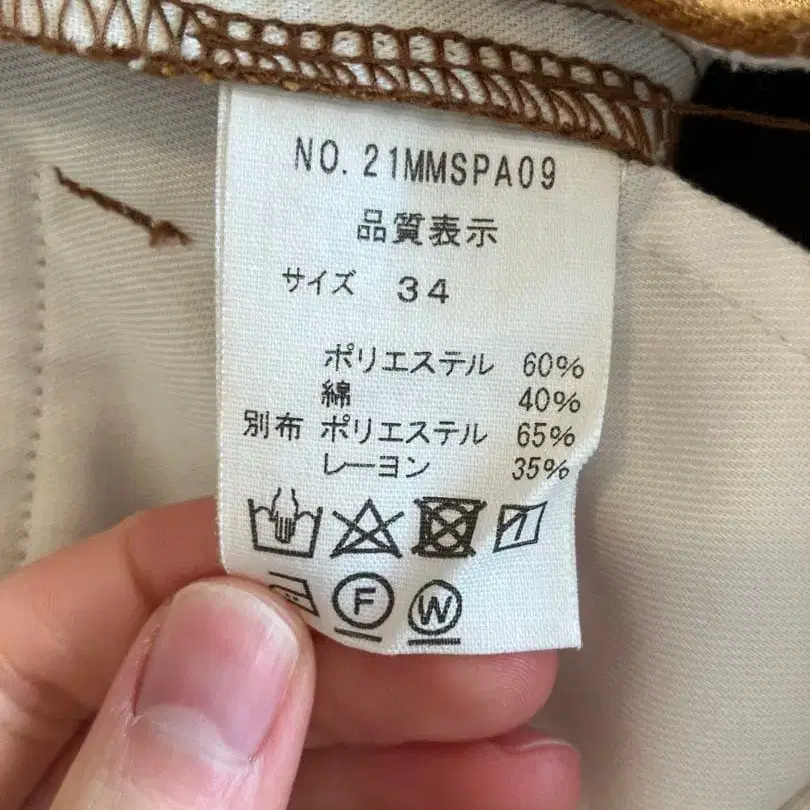 NO. 21MMSPA09
品質表示
サイズ 34
ポリエステル 60%
綿 40%
別布 ポリエステル 65%
レーヨン 35%
F W